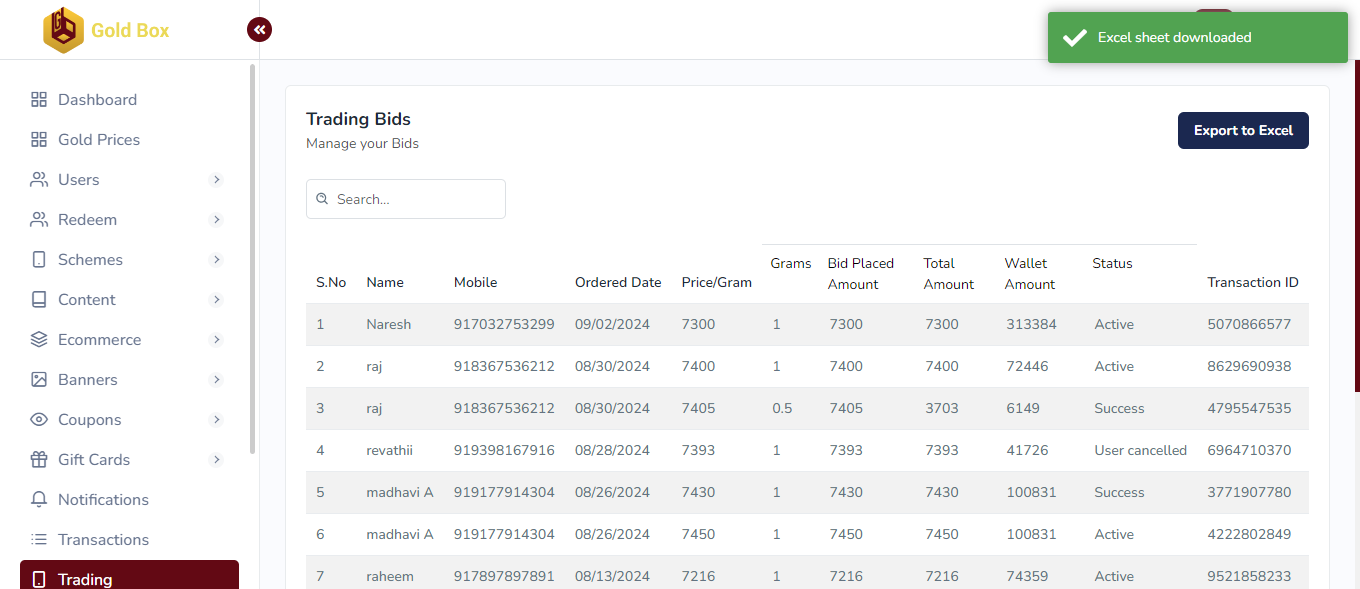 Gold Box
Excel sheet downloaded
Dashboard
Gold Prices
Users
Redeem
Schemes
Content
Ecommerce
Banners
Coupons
Gift Cards
Notifications
Transactions
Trading
Trading Bids
Manage your Bids
Export to Excel
Search...
S.No Name Mobile Ordered Date Price/Gram Grams Bid Placed Amount Total Amount Wallet Amount Status Transaction ID
1 Naresh 917032753299 09/02/2024 7300 1 7300 7300 313384 Active 5070866577
2 raj 918367536212 08/30/2024 7400 1 7400 7400 72446 Active 8629690938
3 raj 918367536212 08/30/2024 7405 0.5 7405 3703 6149 Success 4795547535
4 revathii 919398167916 08/28/2024 7393 1 7393 7393 41726 User cancelled 6964710370
5 madhavi A 919177914304 08/26/2024 7430 1 7430 7430 100831 Success 3771907780
6 madhavi A 919177914304 08/26/2024 7450 1 7450 7450 100831 Active 4222802849
7 raheem 917897897891 08/13/2024 7216 1 7216 7216 74359 Active 9521858233